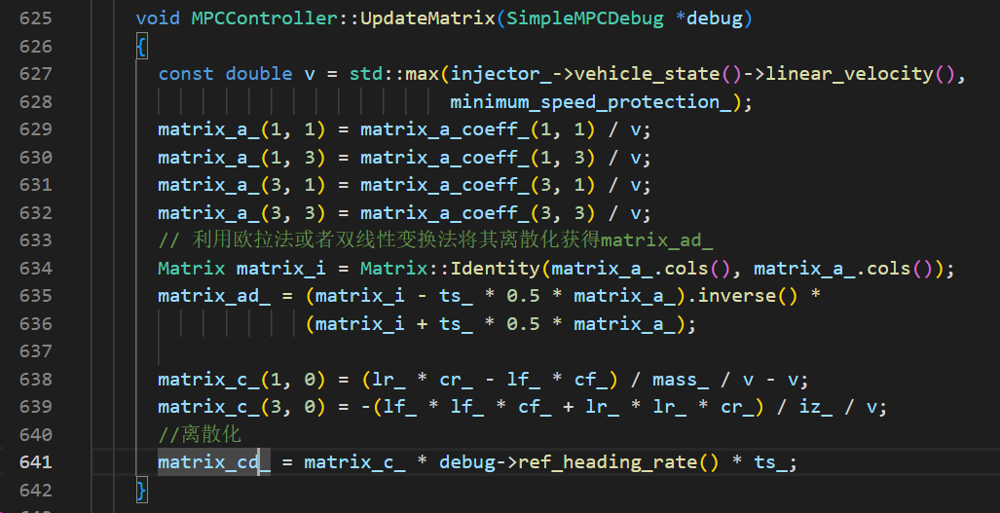 625 void MPCController::UpdateMatrix(SimpleMPCDebug *debug)
626 {
627 const double v = std::max(injector_->vehicle_state()->linear_velocity(),
628 minimum_speed_protection_);
629 matrix_a_(1, 1) = matrix_a_coeff_(1, 1) / v;
630 matrix_a_(1, 3) = matrix_a_coeff_(1, 3) / v;
631 matrix_a_(3, 1) = matrix_a_coeff_(3, 1) / v;
632 matrix_a_(3, 3) = matrix_a_coeff_(3, 3) / v;
633 // 利用欧拉法或者双线性变换法将其离散化获得matrix_ad_
634 Matrix matrix_i = Matrix::Identity(matrix_a_.cols(), matrix_a_.cols());
635 matrix_ad_ = (matrix_i - ts_ * 0.5 * matrix_a_).inverse() *
636 (matrix_i + ts_ * 0.5 * matrix_a_);
637
638 matrix_c_(1, 0) = (lr_ * cr_ - lf_ * cf_) / mass_ / v - v;
639 matrix_c_(3, 0) = -(lf_ * lf_ * cf_ + lr_ * lr_ * cr_) / iz_ / v;
640 //离散化
641 matrix_cd_ = matrix_c_ * debug->ref_heading_rate() * ts_;
642 }